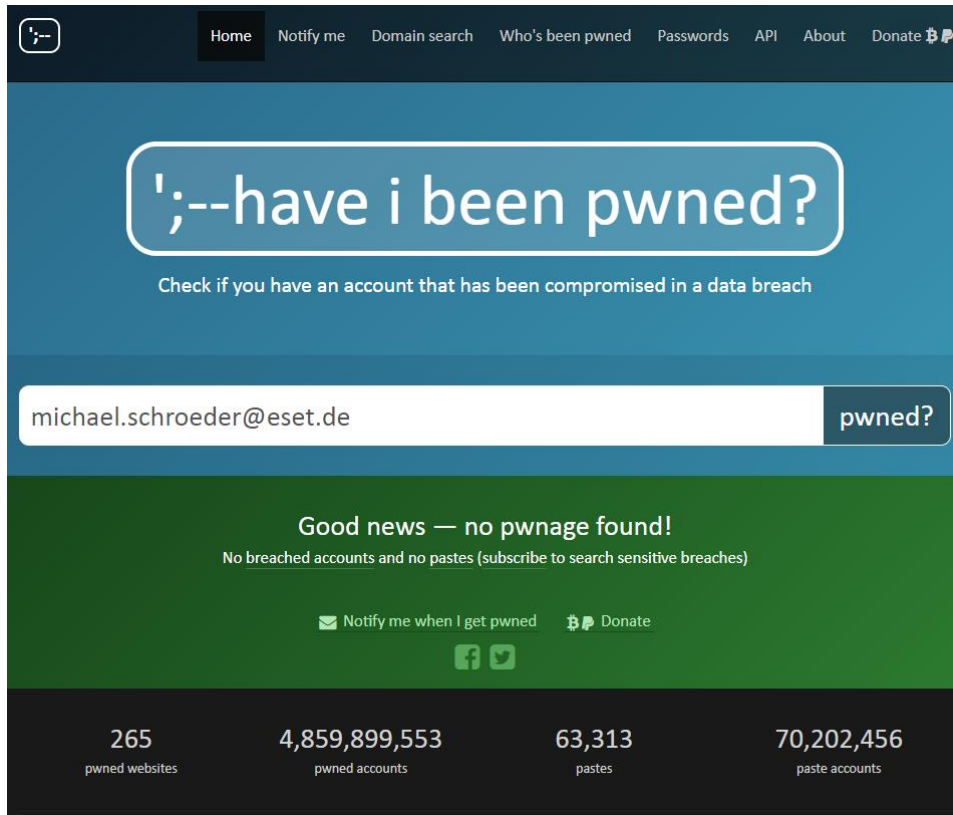 ';--
Home Notify me Domain search Who's been pwned Passwords API About Donate
';--have i been pwned?
Check if you have an account that has been compromised in a data breach
michael.schroeder@eset.de pwned?
Good news — no pwnage found!
No breached accounts and no pastes (subscribe to search sensitive breaches)
Notify me when I get pwned Donate
265 4,859,899,553 63,313 70,202,456
pwned websites pwned accounts pastes paste accounts